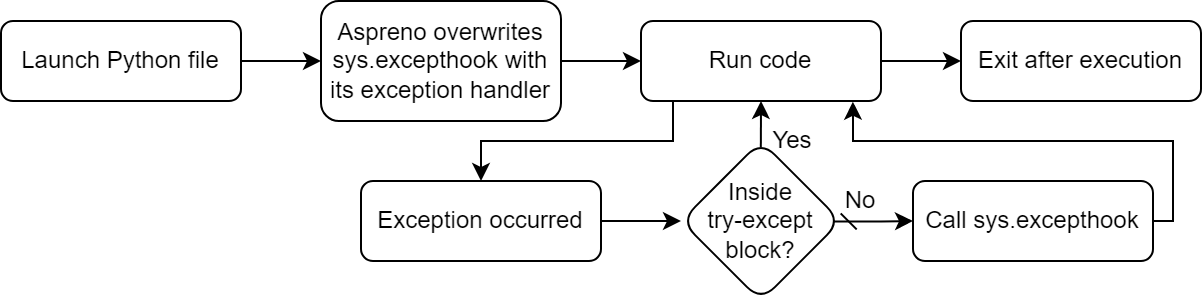 Launch Python file
Aspreno overwrites
sys.excepthook with
its exception handler
Run code
Exit after execution
Yes
Exception occurred
Inside
try-except
block?
No
Call sys.excepthook